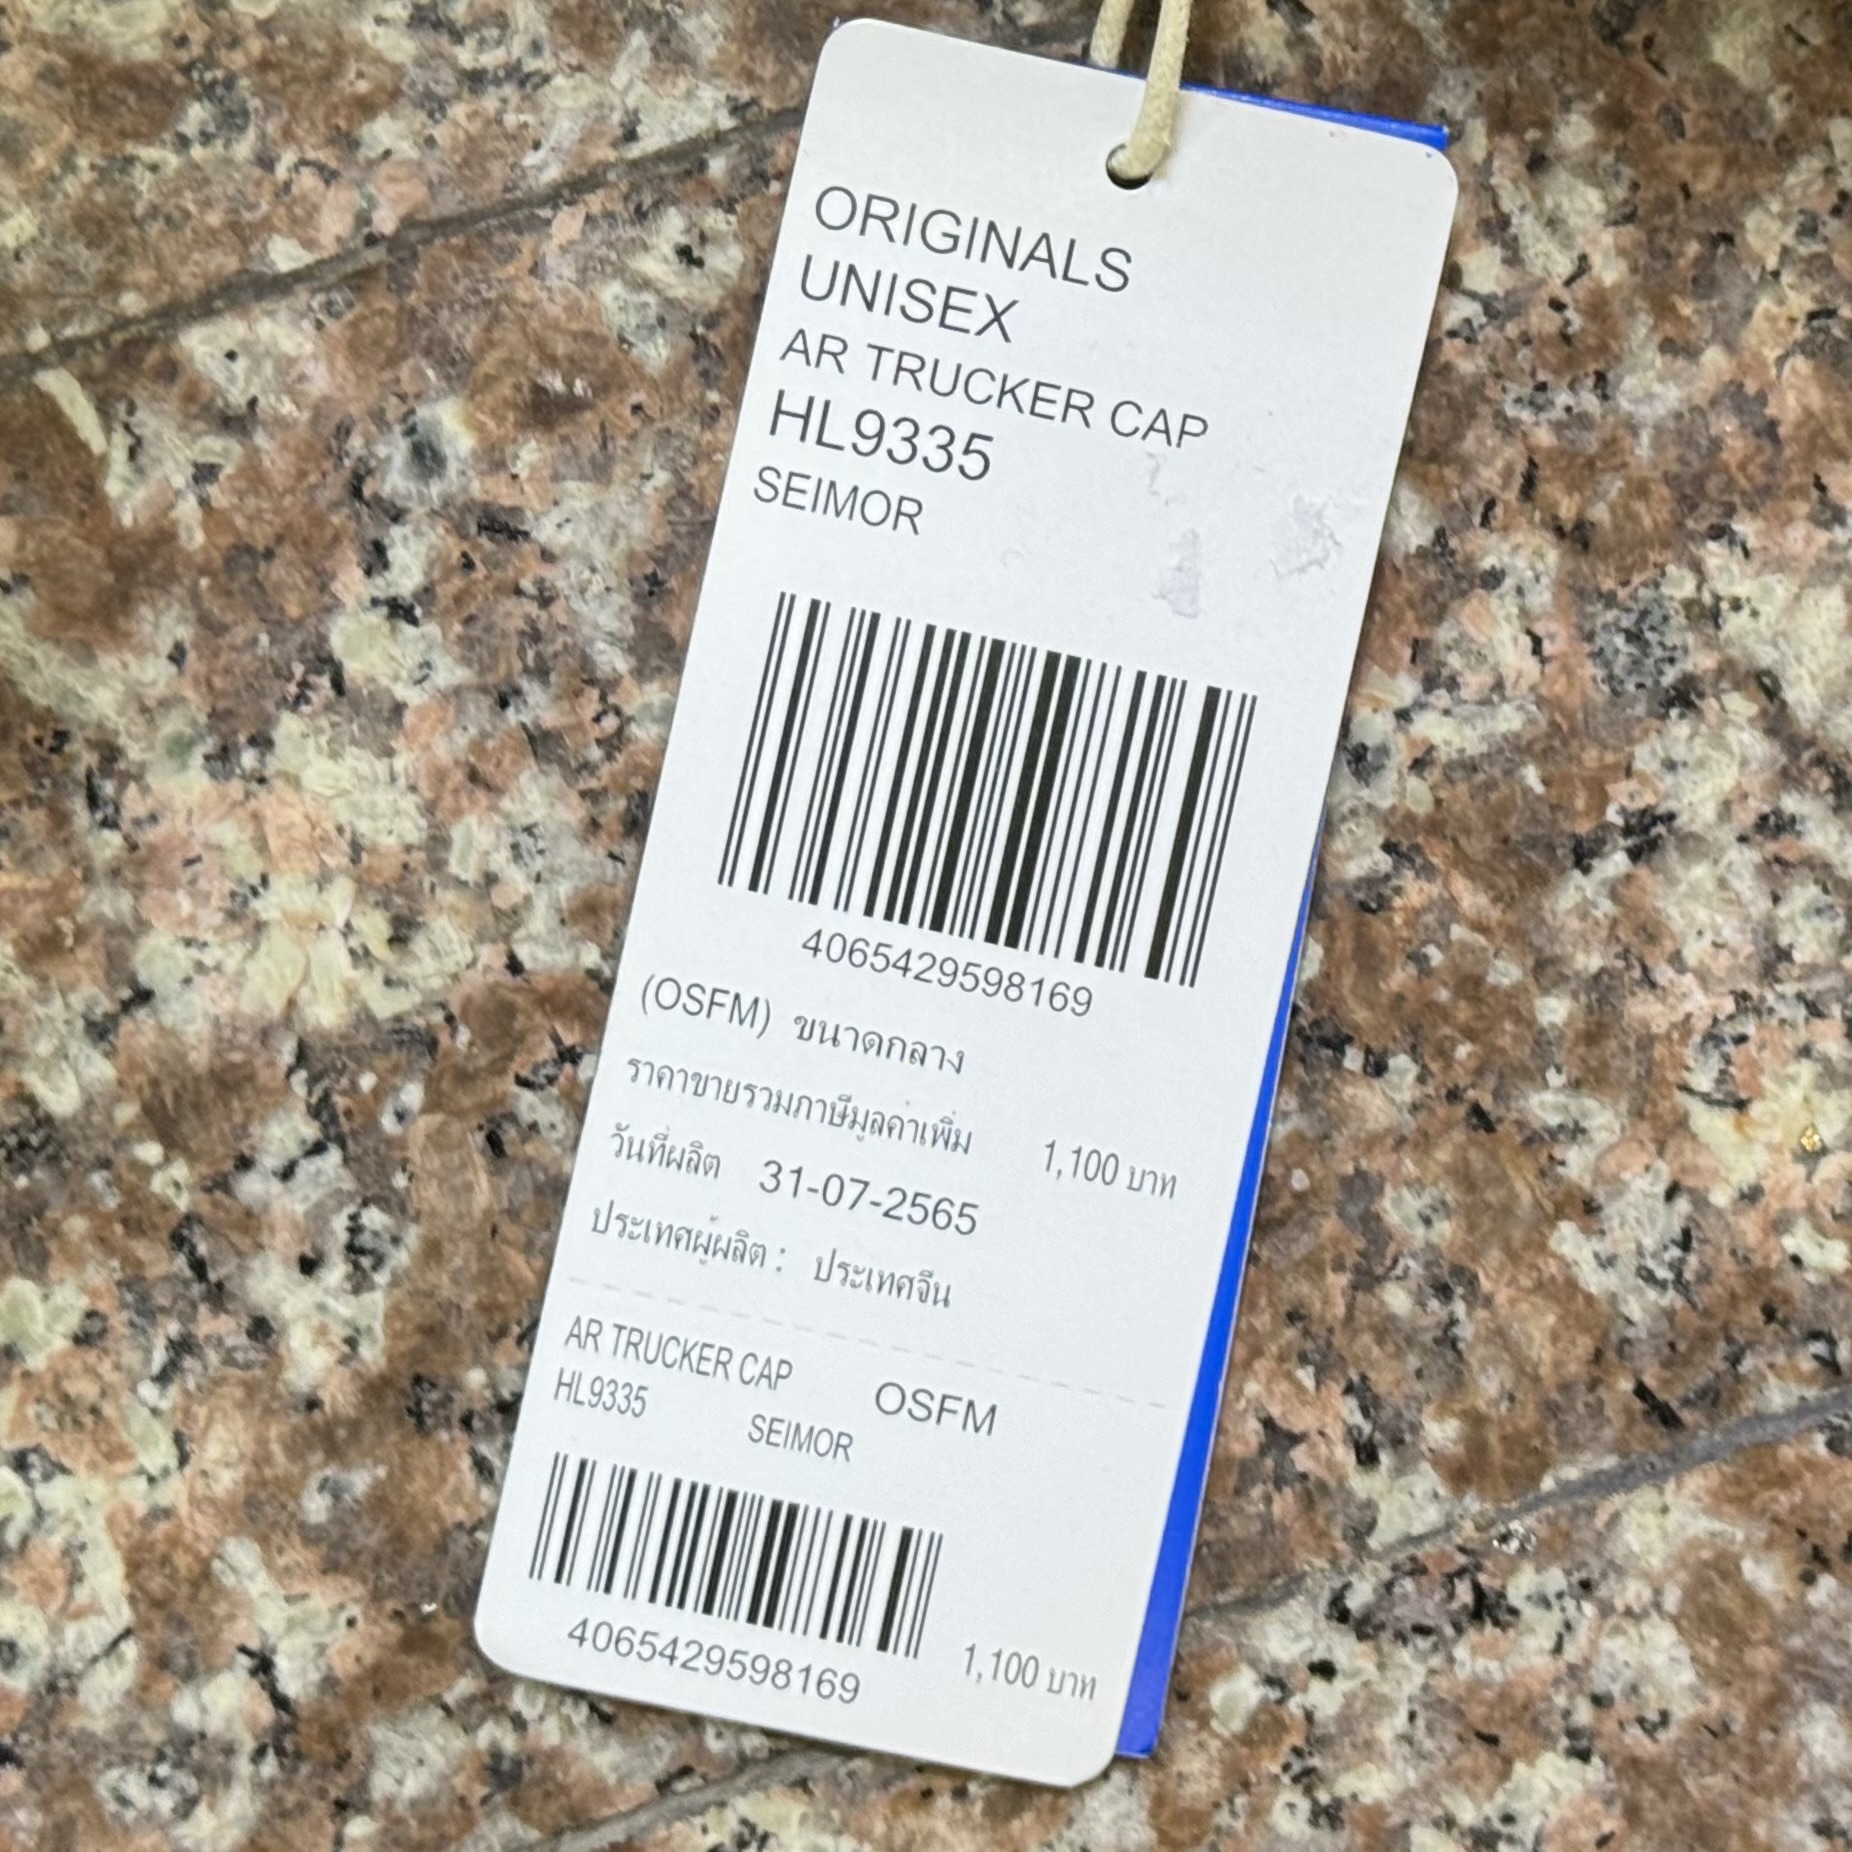 ORIGINALS
UNISEX
AR TRUCKER CAP
HL9335
SEIMOR
4065429598169
(OSFM) ขนาดกลาง
ราคาขายรวมภาษีมูลค่าเพิ่ม 1,100 บาท
วันที่ผลิต 31-07-2565
ประเทศผู้ผลิต : ประเทศจีน
AR TRUCKER CAP OSFM
HL9335 SEIMOR
4065429598169 1,100 บาท